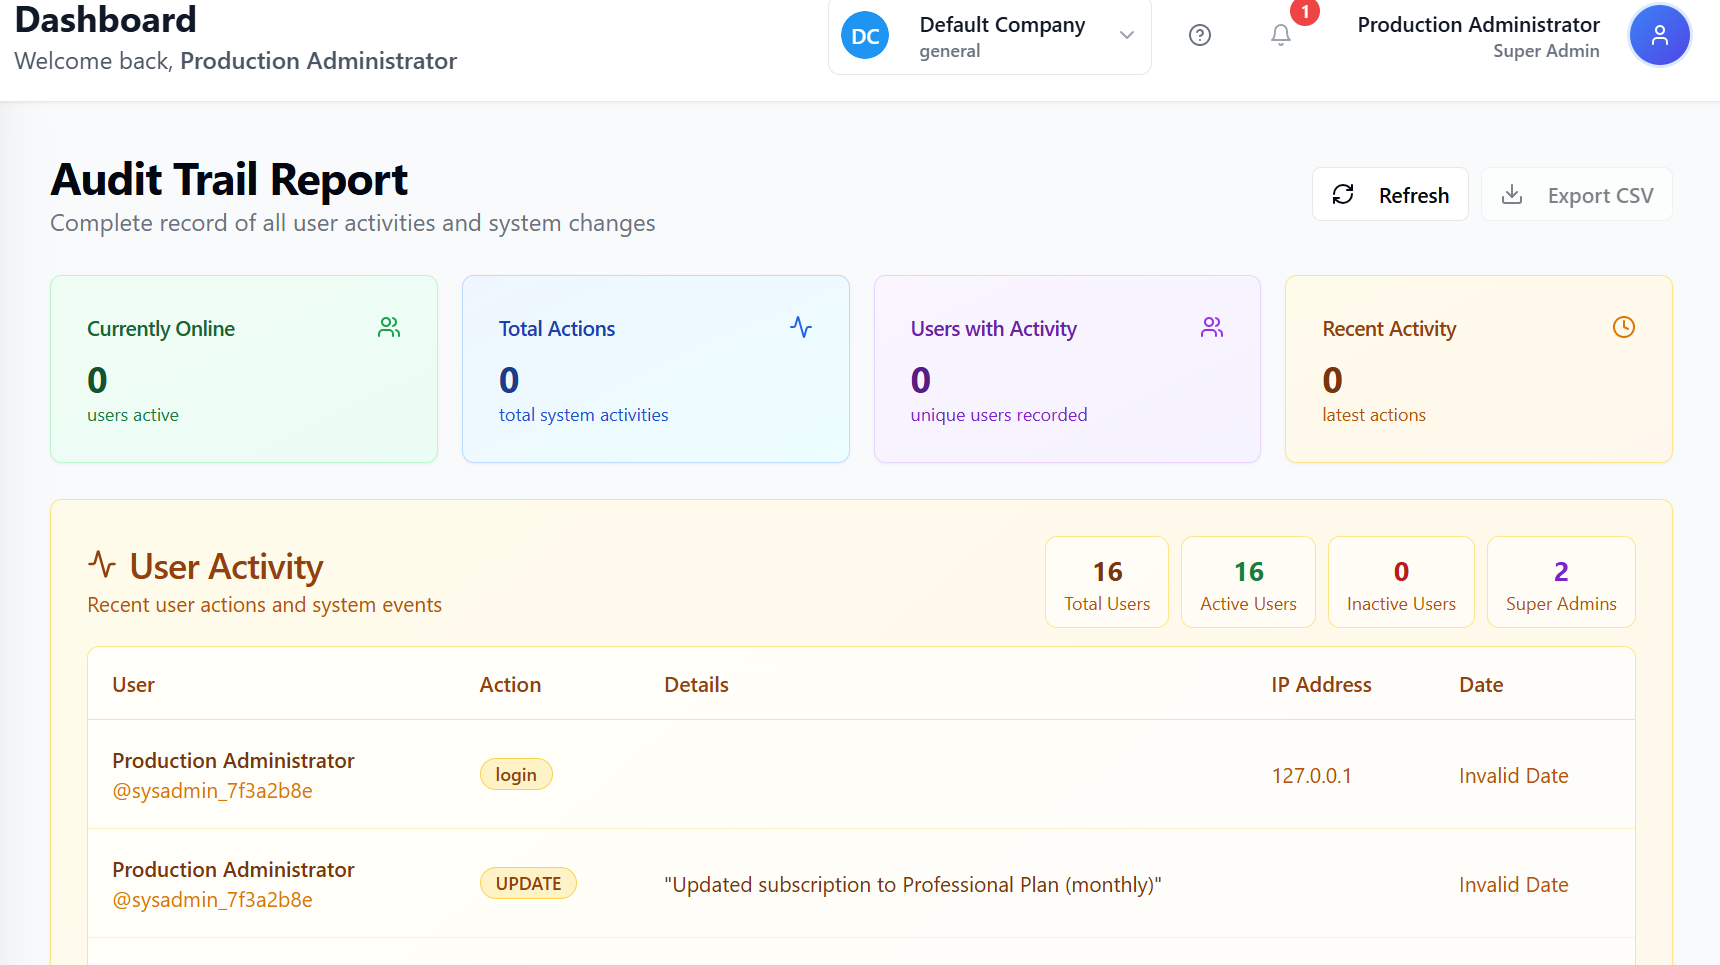 Dashboard
Welcome back, Production Administrator
DC
Default Company
general
1
Production Administrator
Super Admin
Audit Trail Report
Complete record of all user activities and system changes
Refresh
Export CSV
Currently Online
0
users active
Total Actions
0
total system activities
Users with Activity
0
unique users recorded
Recent Activity
0
latest actions
User Activity
Recent user actions and system events
16
Total Users
16
Active Users
0
Inactive Users
2
Super Admins
User Action Details IP Address Date
Production Administrator
@sysadmin_7f3a2b8e
login
127.0.0.1
Invalid Date
Production Administrator
@sysadmin_7f3a2b8e
UPDATE
"Updated subscription to Professional Plan (monthly)"
Invalid Date